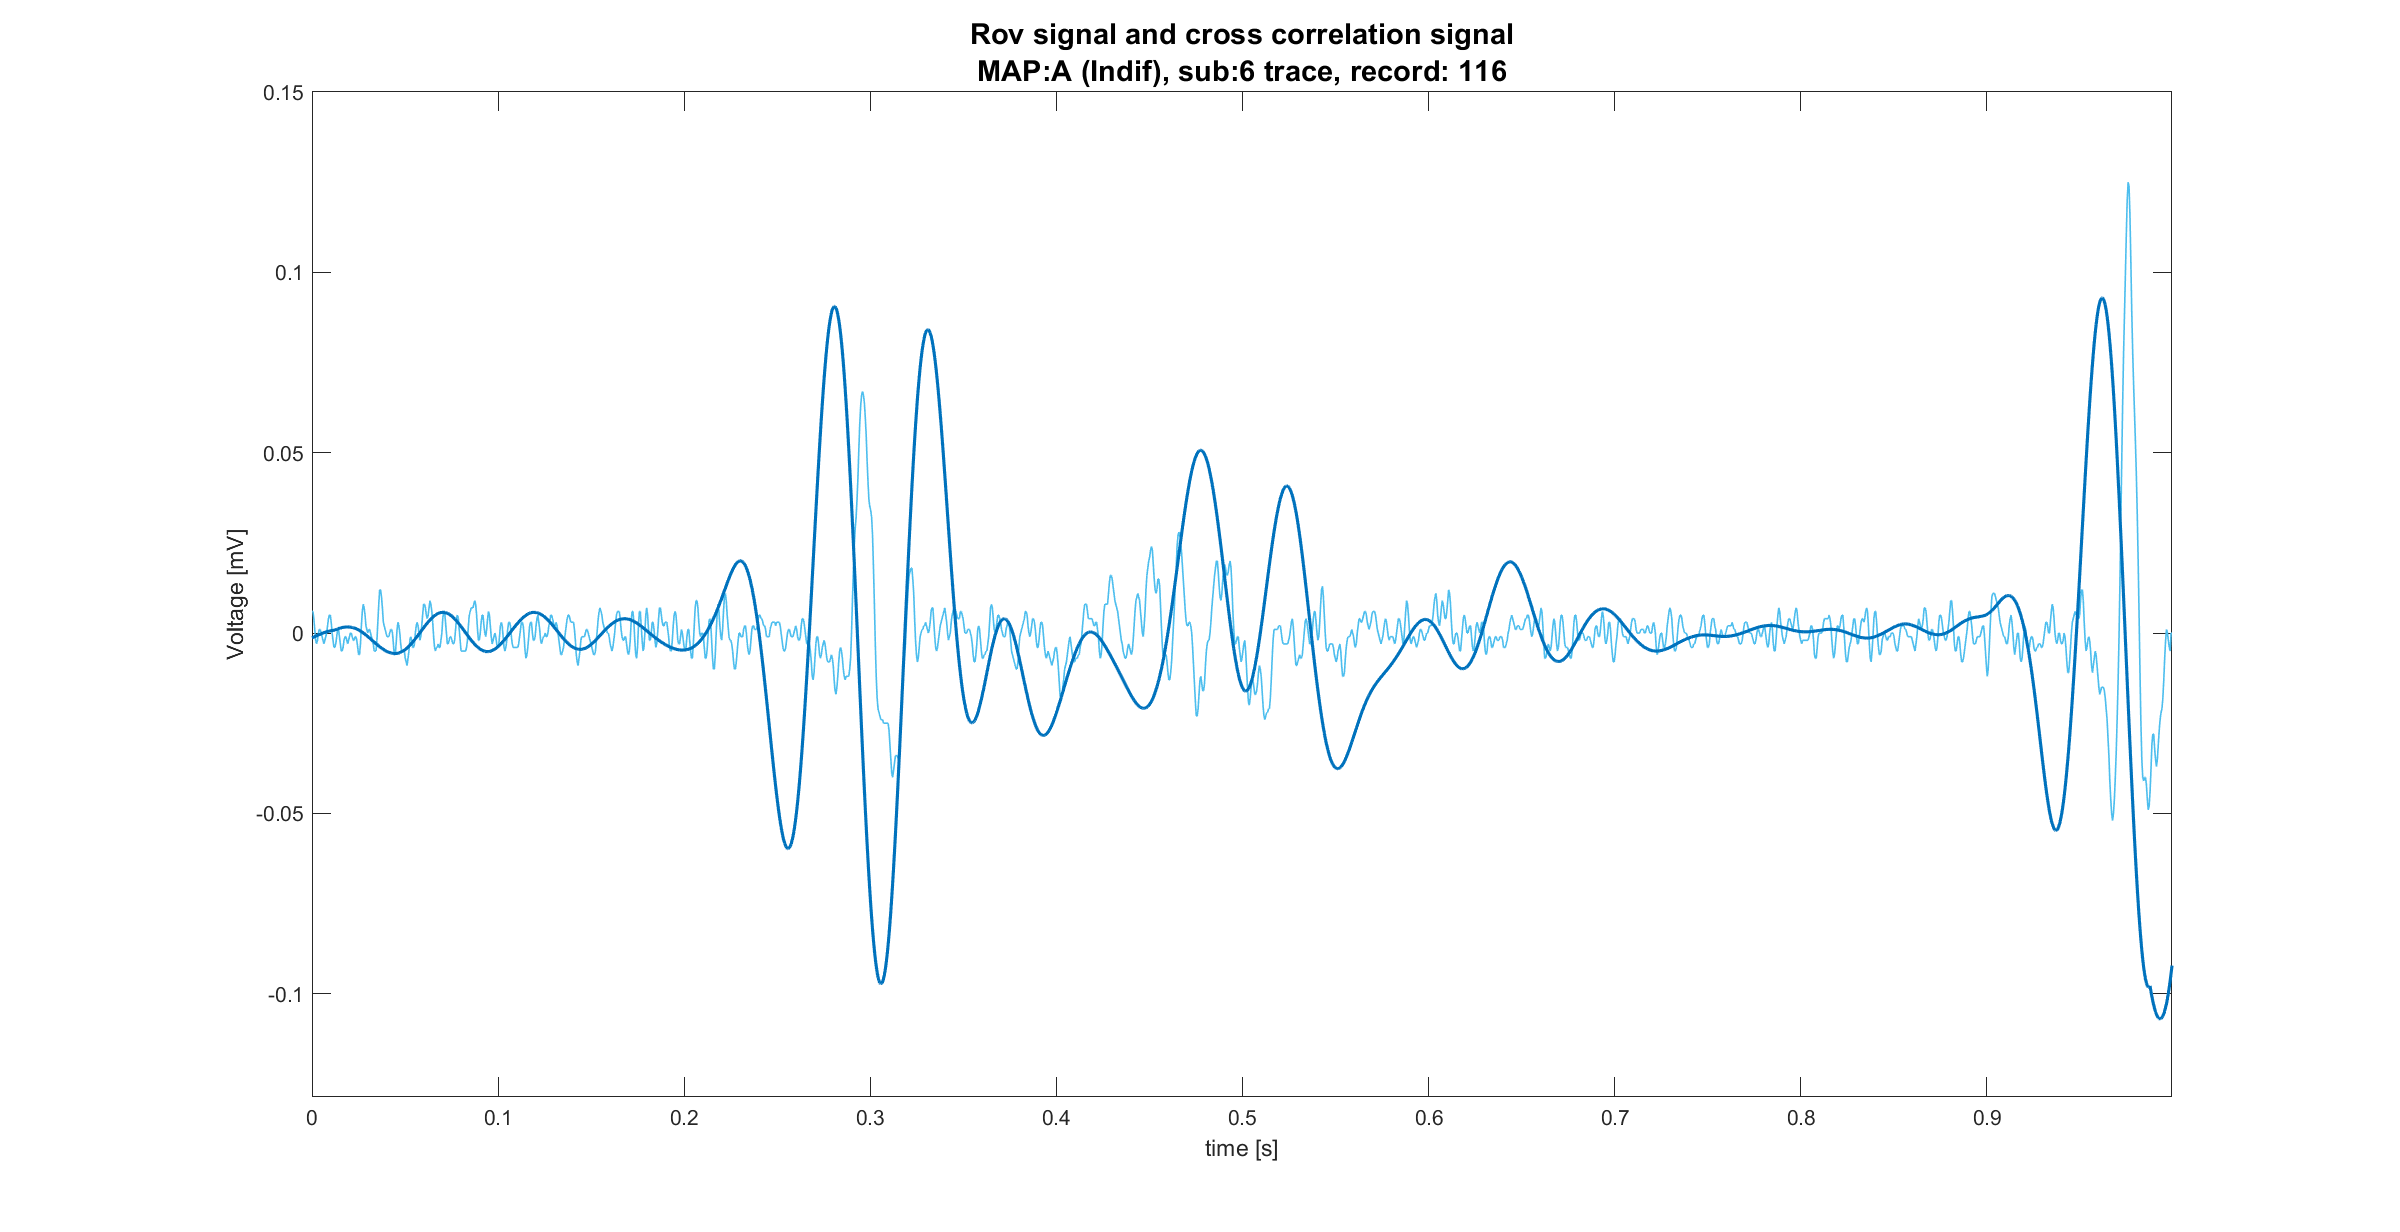 Rov signal and cross correlation signal
MAP:A (Indif), sub:6 trace, record: 116
0.15
0.1
0.05
0
-0.05
-0.1
Voltage [mV]
0 0.1 0.2 0.3 0.4 0.5 0.6 0.7 0.8 0.9
time [s]